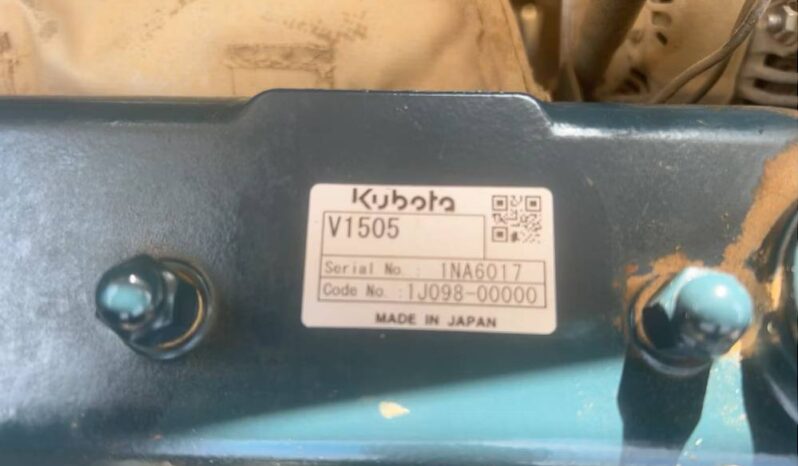 Kubota
V1505
Serial No. : 1NA6017
Code No. :1J098-00000
MADE IN JAPAN